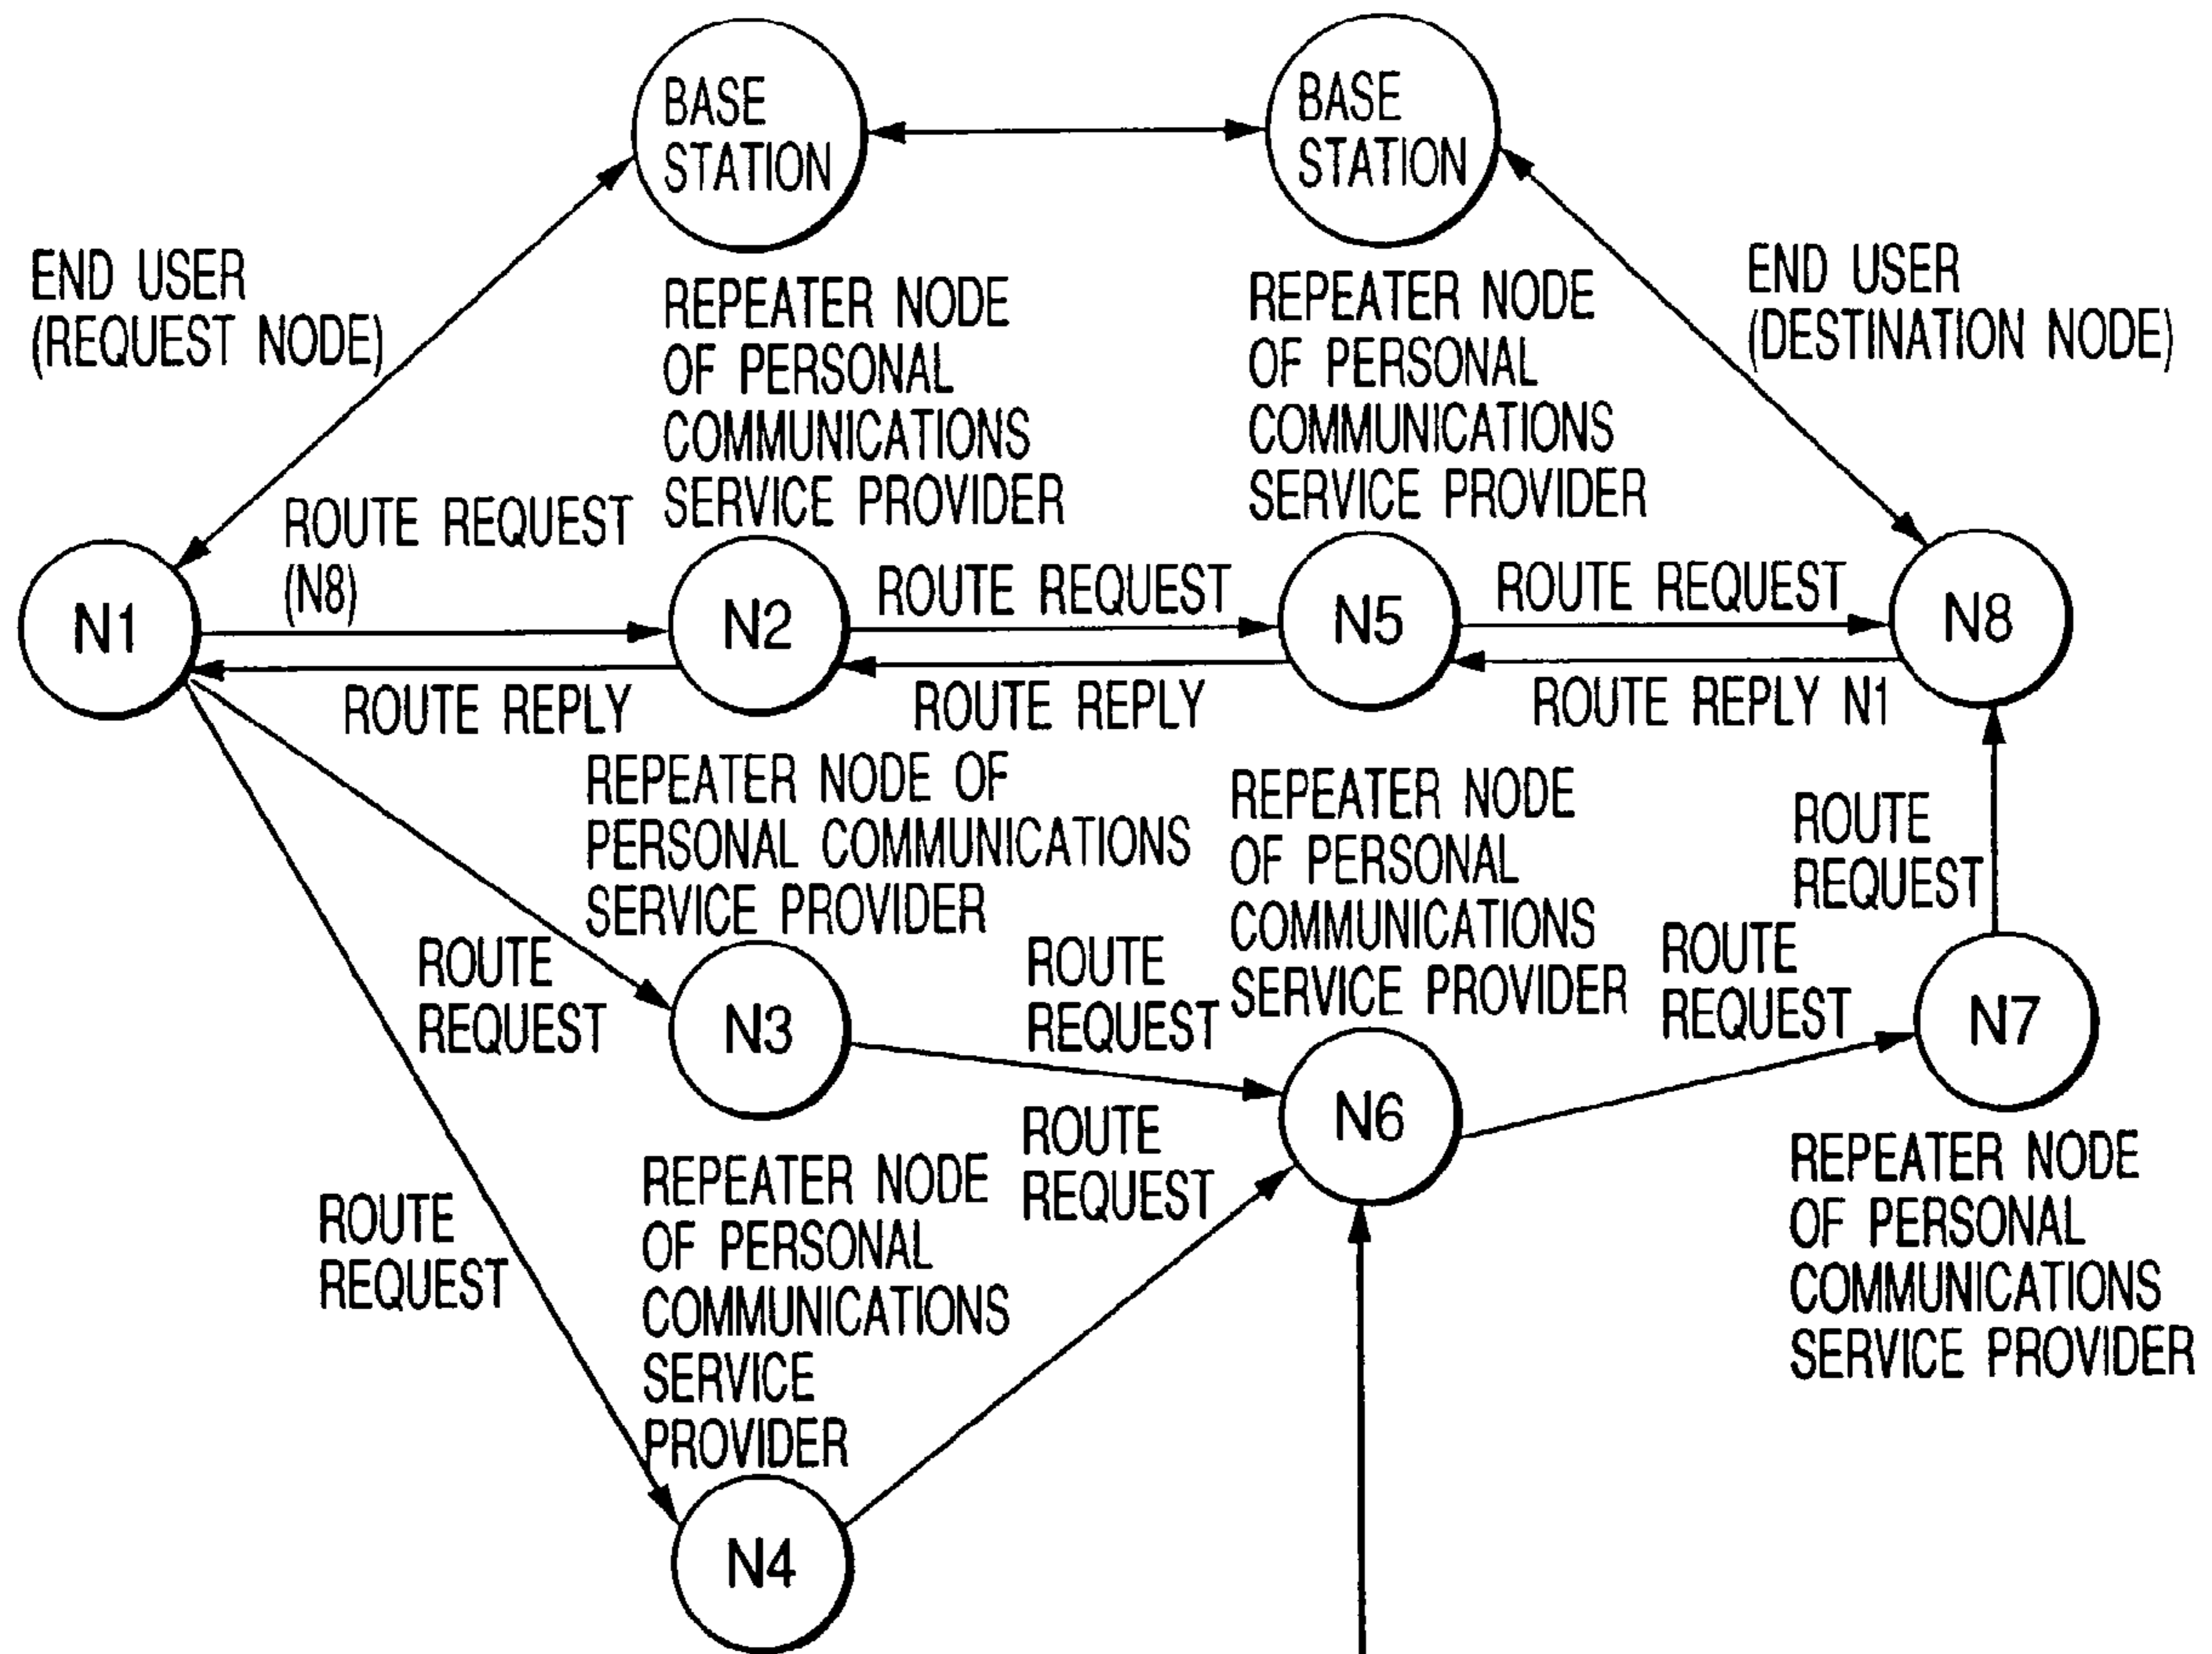 BASE
STATION
BASE
STATION
END USER
(REQUEST NODE)
REPEATER NODE
OF PERSONAL
COMMUNICATIONS
SERVICE PROVIDER
REPEATER NODE
OF PERSONAL
COMMUNICATIONS
SERVICE PROVIDER
END USER
(DESTINATION NODE)
ROUTE REQUEST
(N8)
N1
N2
ROUTE REQUEST
N5
ROUTE REQUEST
N8
ROUTE REPLY
ROUTE REPLY
ROUTE REPLY N1
REPEATER NODE OF
PERSONAL COMMUNICATIONS
SERVICE PROVIDER
REPEATER NODE
OF PERSONAL
COMMUNICATIONS
SERVICE PROVIDER
ROUTE
REQUEST
ROUTE
REQUEST
N3
ROUTE
REQUEST
ROUTE
REQUEST
N7
N6
ROUTE
REQUEST
ROUTE
REQUEST
REPEATER NODE
OF PERSONAL
COMMUNICATIONS
SERVICE
PROVIDER
REPEATER NODE
OF PERSONAL
COMMUNICATIONS
SERVICE PROVIDER
N4